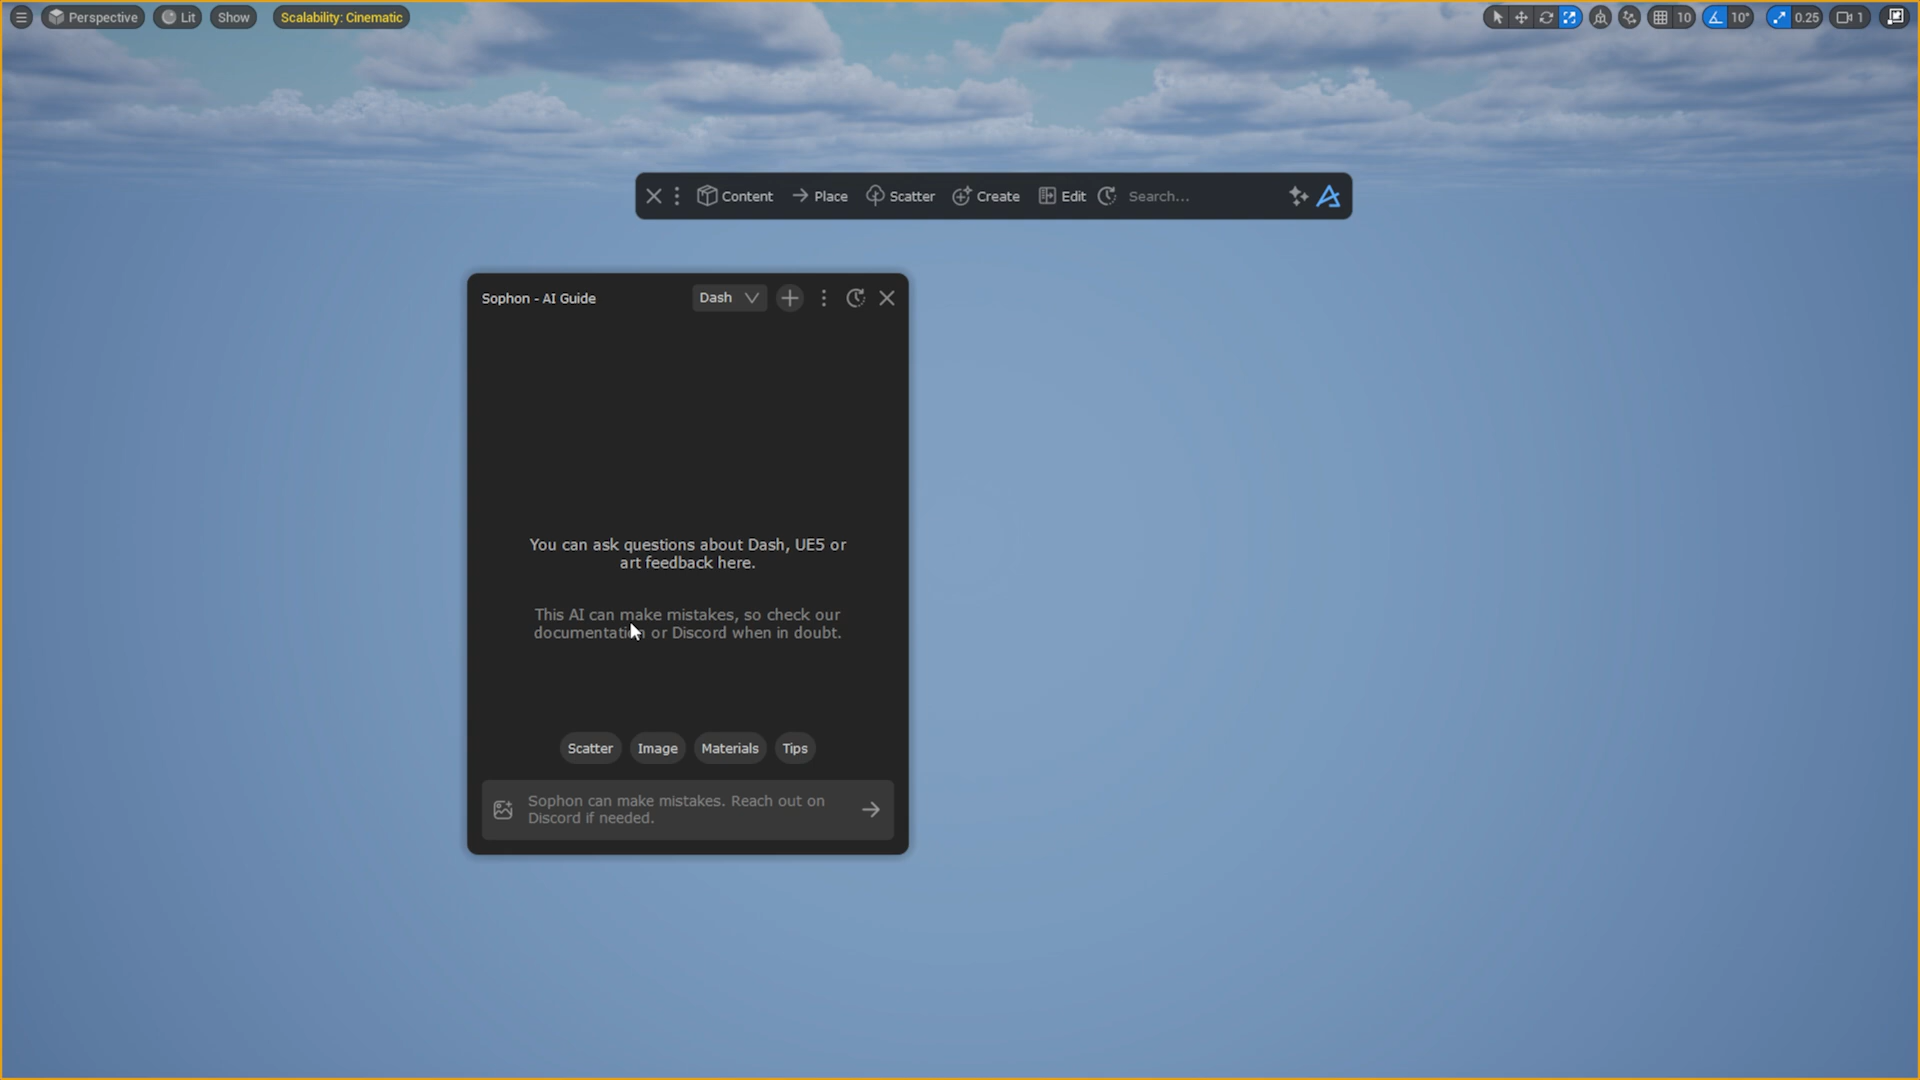 Perspective Lit Show Scalability: Cinematic 10 10° 0.25 1
Content Place Scatter Create Edit Search...
Sophon - AI Guide Dash
You can ask questions about Dash, UE5 or
art feedback here.
This AI can make mistakes, so check our
documentation or Discord when in doubt.
Scatter Image Materials Tips
Sophon can make mistakes. Reach out on
Discord if needed.